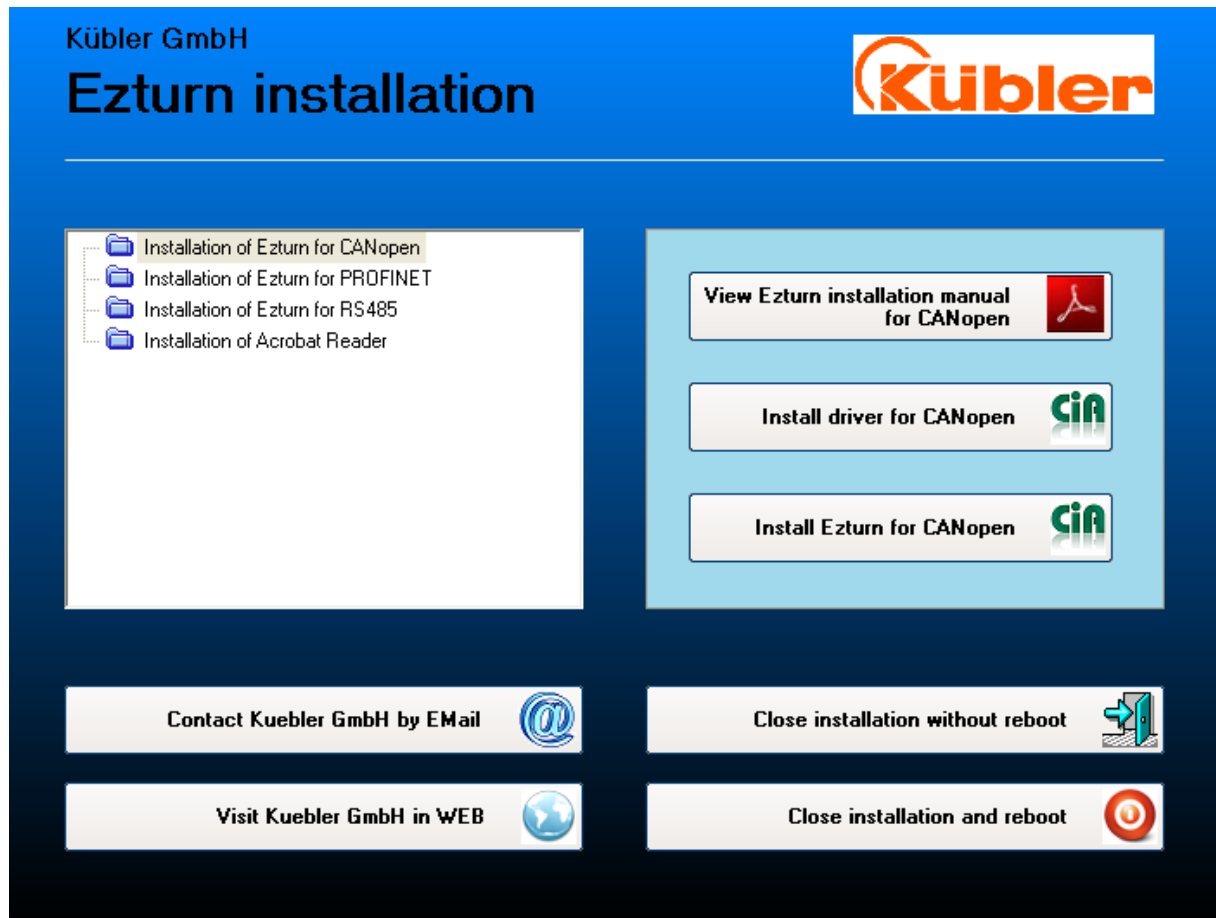 Kübler GmbH
Ezturn installation
Kübler
Installation of Ezturn for CANopen
Installation of Ezturn for PROFINET
Installation of Ezturn for RS485
Installation of Acrobat Reader
View Ezturn installation manual
for CANopen
Install driver for CANopen
CiA
Install Ezturn for CANopen
CiA
Contact Kuebler GmbH by EMail
@
Close installation without reboot
Visit Kuebler GmbH in WEB
Close installation and reboot